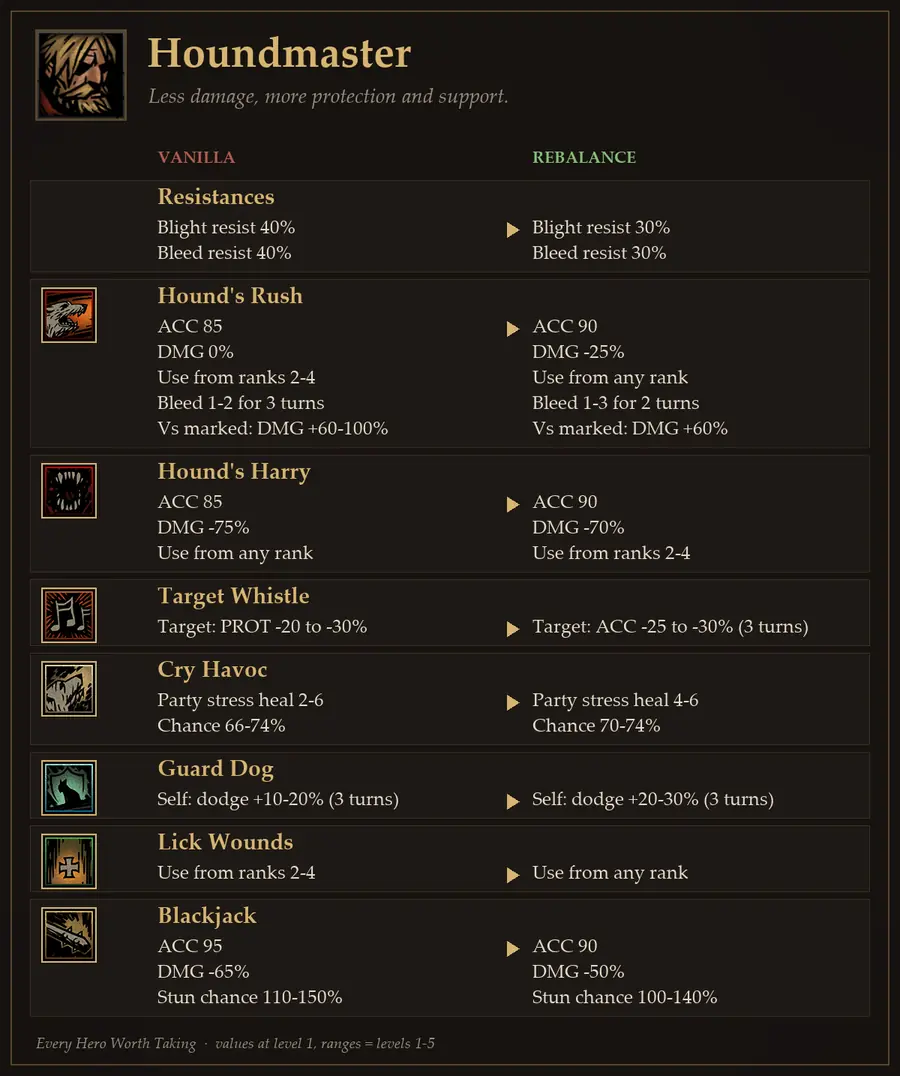 Houndmaster
Less damage, more protection and support.
VANILLA REBALANCE
Resistances
Blight resist 40% Blight resist 30%
Bleed resist 40% Bleed resist 30%
Hound's Rush
ACC 85 ACC 90
DMG 0% DMG -25%
Use from ranks 2-4 Use from any rank
Bleed 1-2 for 3 turns Bleed 1-3 for 2 turns
Vs marked: DMG +60-100% Vs marked: DMG +60%
Hound's Harry
ACC 85 ACC 90
DMG -75% DMG -70%
Use from any rank Use from ranks 2-4
Target Whistle
Target: PROT -20 to -30% Target: ACC -25 to -30% (3 turns)
Cry Havoc
Party stress heal 2-6 Party stress heal 4-6
Chance 66-74% Chance 70-74%
Guard Dog
Self: dodge +10-20% (3 turns) Self: dodge +20-30% (3 turns)
Lick Wounds
Use from ranks 2-4 Use from any rank
Blackjack
ACC 95 ACC 90
DMG -65% DMG -50%
Stun chance 110-150% Stun chance 100-140%
Every Hero Worth Taking · values at level 1, ranges = levels 1-5